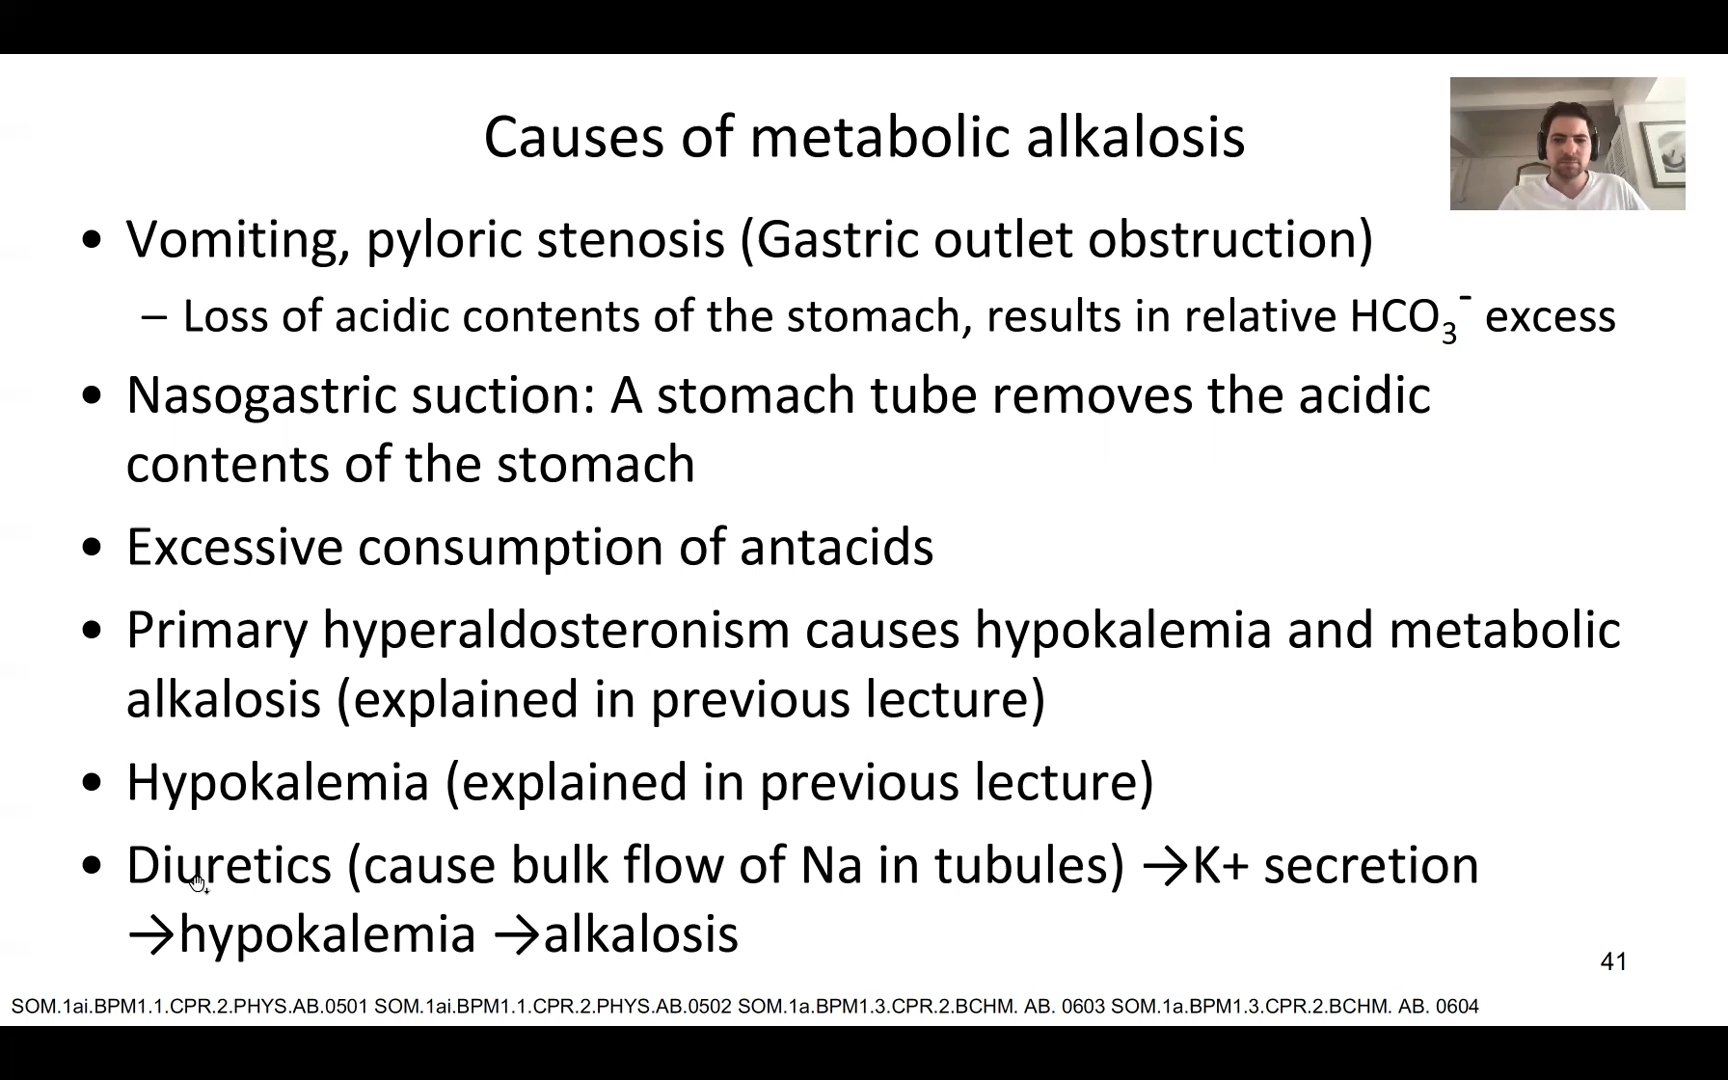 Causes of metabolic alkalosis
• Vomiting, pyloric stenosis (Gastric outlet obstruction)
– Loss of acidic contents of the stomach, results in relative HCO₃⁻ excess
• Nasogastric suction: A stomach tube removes the acidic
contents of the stomach
• Excessive consumption of antacids
• Primary hyperaldosteronism causes hypokalemia and metabolic
alkalosis (explained in previous lecture)
• Hypokalemia (explained in previous lecture)
• Diuretics (cause bulk flow of Na in tubules) →K+ secretion
→hypokalemia →alkalosis
41
SOM.1ai.BPM1.1.CPR.2.PHYS.AB.0501 SOM.1ai.BPM1.1.CPR.2.PHYS.AB.0502 SOM.1a.BPM1.3.CPR.2.BCHM. AB. 0603 SOM.1a.BPM1.3.CPR.2.BCHM. AB. 0604